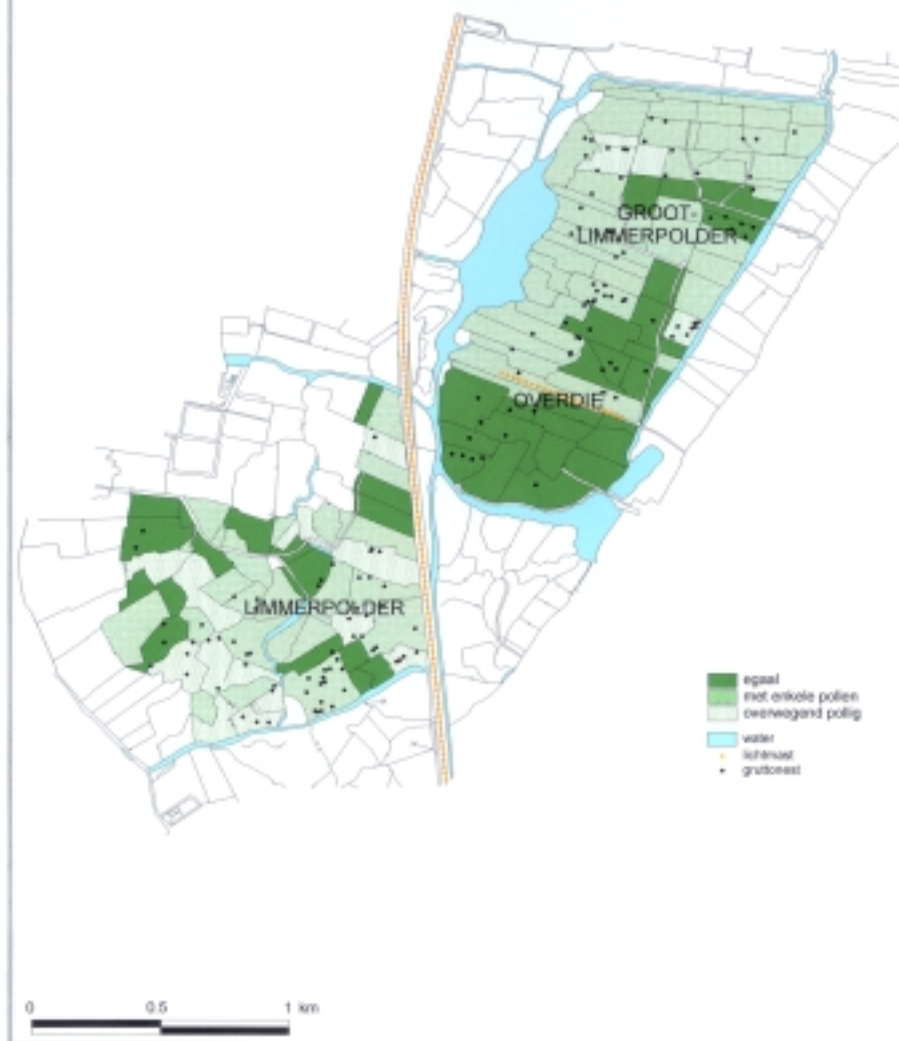 GROOT-
LIMMERPOLDER
OVERDIE
LIMMERPOLDER
egaal
met enkele pollen
overwegend pollig
water
lichtmast
gruttonest
0 0.5 1 km